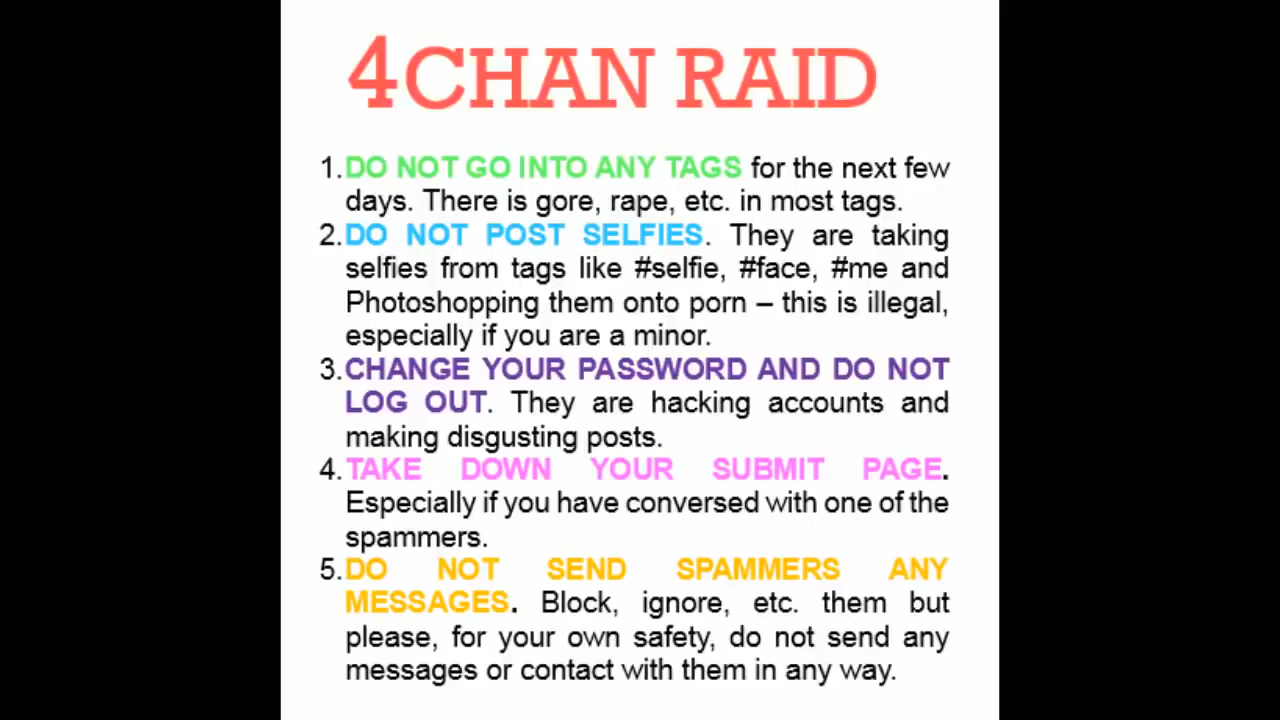 4CHAN RAID
1. DO NOT GO INTO ANY TAGS for the next few
days. There is gore, rape, etc. in most tags.
2. DO NOT POST SELFIES. They are taking
selfies from tags like #selfie, #face, #me and
Photoshopping them onto porn – this is illegal,
especially if you are a minor.
3. CHANGE YOUR PASSWORD AND DO NOT
LOG OUT. They are hacking accounts and
making disgusting posts.
4. TAKE DOWN YOUR SUBMIT PAGE.
Especially if you have conversed with one of the
spammers.
5. DO NOT SEND SPAMMERS ANY
MESSAGES. Block, ignore, etc. them but
please, for your own safety, do not send any
messages or contact with them in any way.